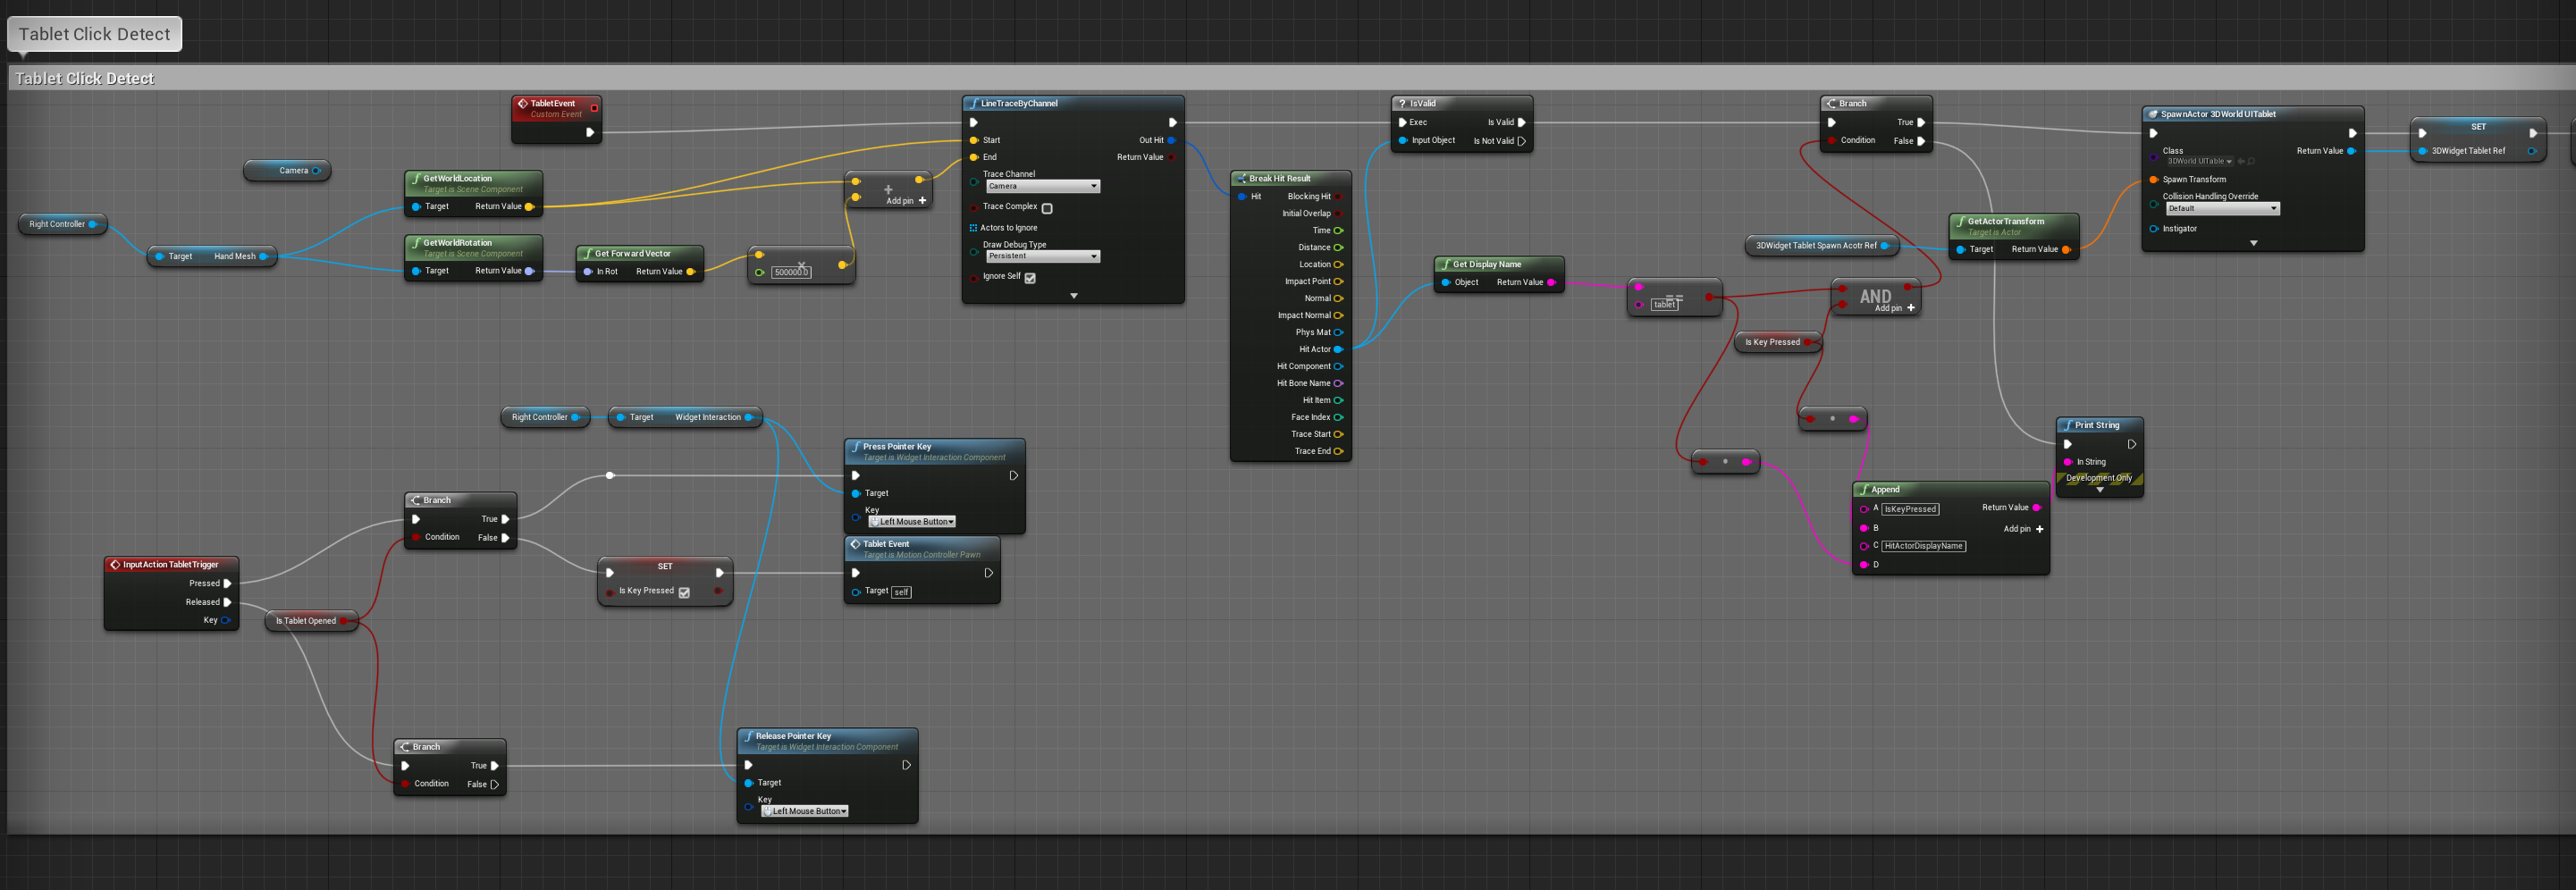 Tablet Click Detect
Tablet Click Detect
TabletEvent
Custom Event
Camera
Right Controller
Target Hand Mesh
GetWorldLocation
Target is Scene Component
Target Return Value
GetWorldRotation
Target is Scene Component
Target Return Value
Get Forward Vector
In Rot Return Value
×
500000.0
+
Add pin +
LineTraceByChannel
Start Out Hit
End Return Value
Trace Channel
Camera
Trace Complex
Actors to Ignore
Draw Debug Type
Persistent
Ignore Self
Break Hit Result
Hit Blocking Hit
Initial Overlap
Time
Distance
Location
Impact Point
Normal
Impact Normal
Phys Mat
Hit Actor
Hit Component
Hit Bone Name
Hit Item
Face Index
Trace Start
Trace End
? IsValid
Exec Is Valid
Input Object Is Not Valid
Get Display Name
Object Return Value
==
tablet
Branch
True
Condition False
AND
Add pin +
Is Key Pressed
3DWidget Tablet Spawn Acotr Ref
GetActorTransform
Target is Actor
Target Return Value
SpawnActor 3DWorld UITablet
Class Return Value
3DWorld UITable
Spawn Transform
Collision Handling Override
Default
Instigator
SET
3DWidget Tablet Ref
Print String
In String
Development Only
Append
A IsKeyPressed Return Value
B Add pin +
C HitActorDisplayName
D
Right Controller
Target Widget Interaction
Press Pointer Key
Target is Widget Interaction Component
Target
Key
Left Mouse Button
Tablet Event
Target is Motion Controller Pawn
Target self
Branch
True
Condition False
SET
Is Key Pressed
InputAction TabletTrigger
Pressed
Released
Key
Is Tablet Opened
Branch
True
Condition False
Release Pointer Key
Target is Widget Interaction Component
Target
Key
Left Mouse Button